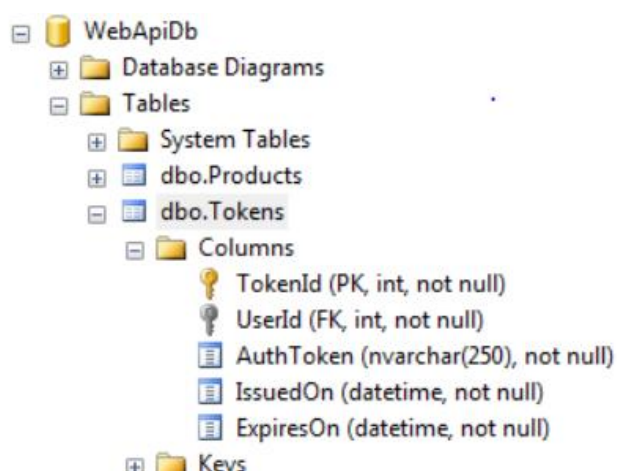 WebApiDb
Database Diagrams
Tables
System Tables
dbo.Products
dbo.Tokens
Columns
TokenId (PK, int, not null)
UserId (FK, int, not null)
AuthToken (nvarchar(250), not null)
IssuedOn (datetime, not null)
ExpiresOn (datetime, not null)
Keys